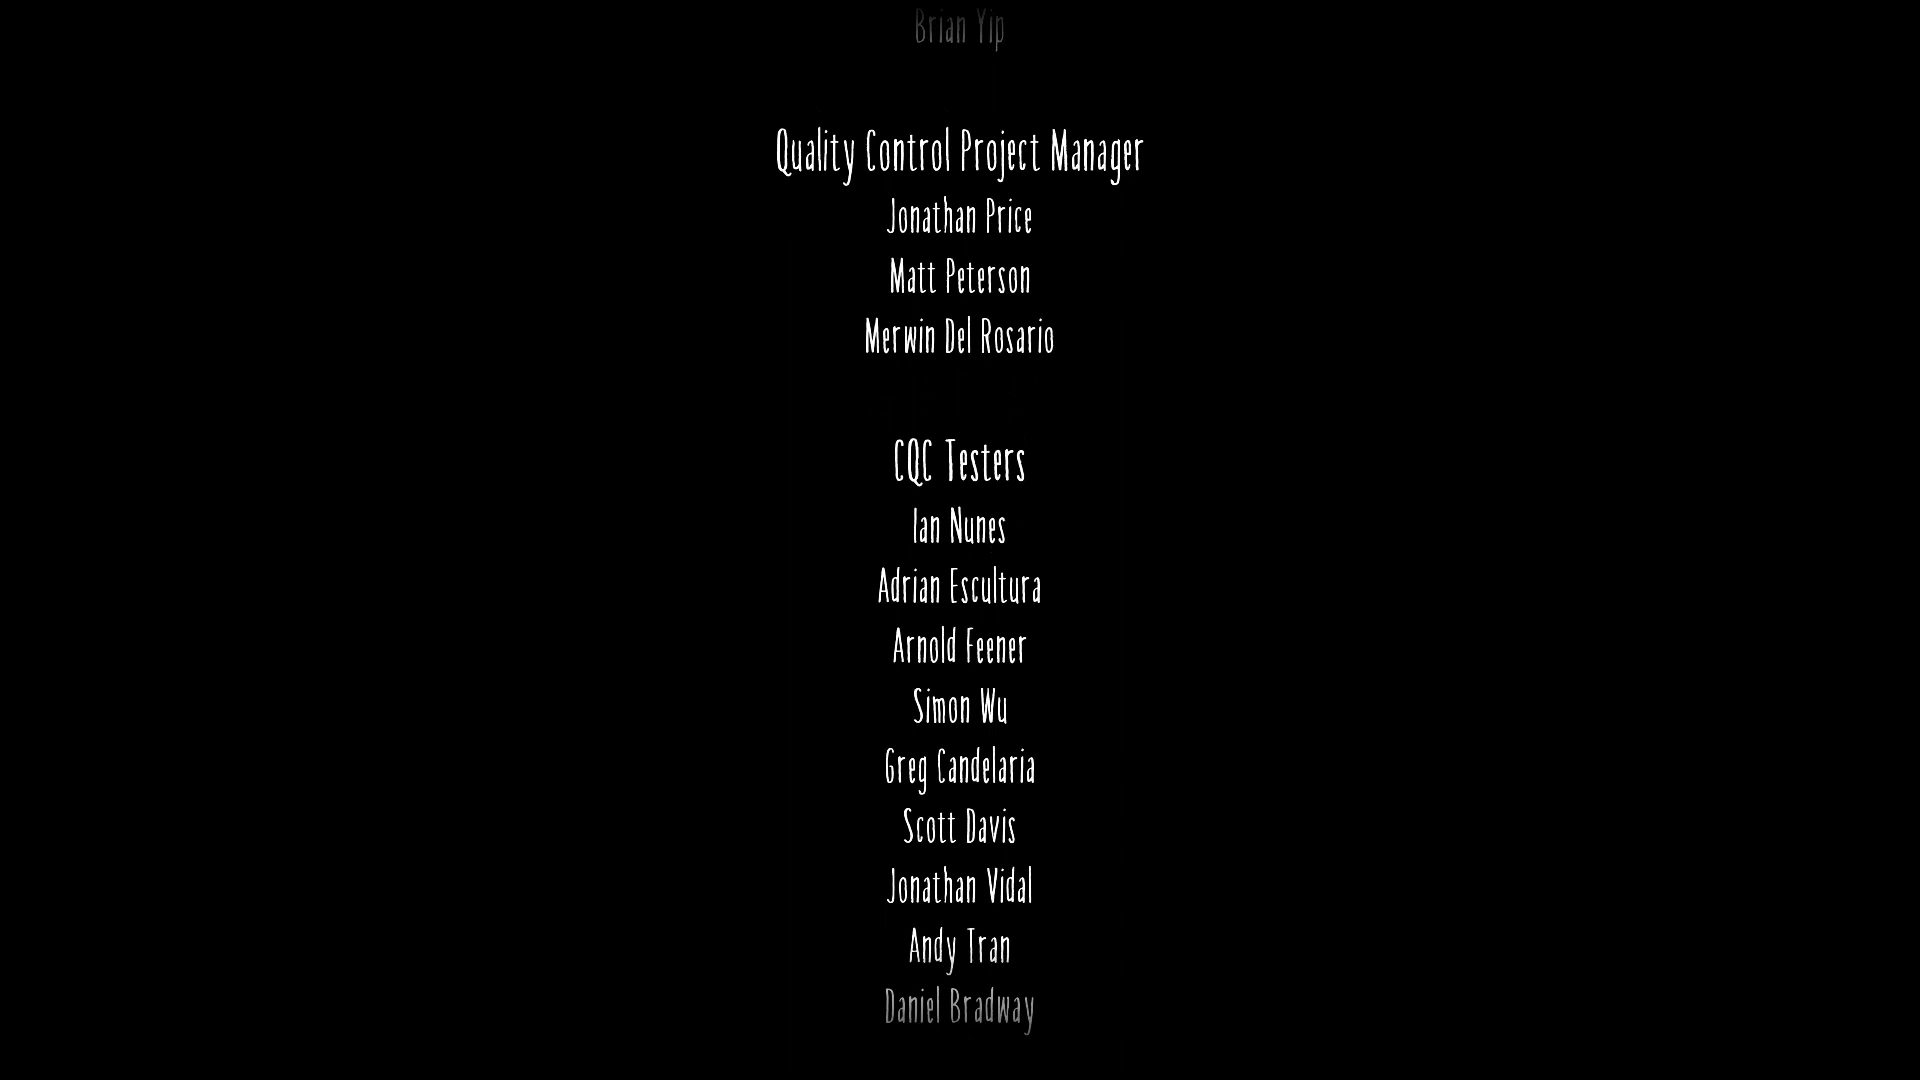 Brian Yip
Quality Control Project Manager
Jonathan Price
Matt Peterson
Merwin Del Rosario
CQC Testers
Ian Nunes
Adrian Escultura
Arnold Feener
Simon Wu
Greg Candelaria
Scott Davis
Jonathan Vidal
Andy Tran
Daniel Bradway